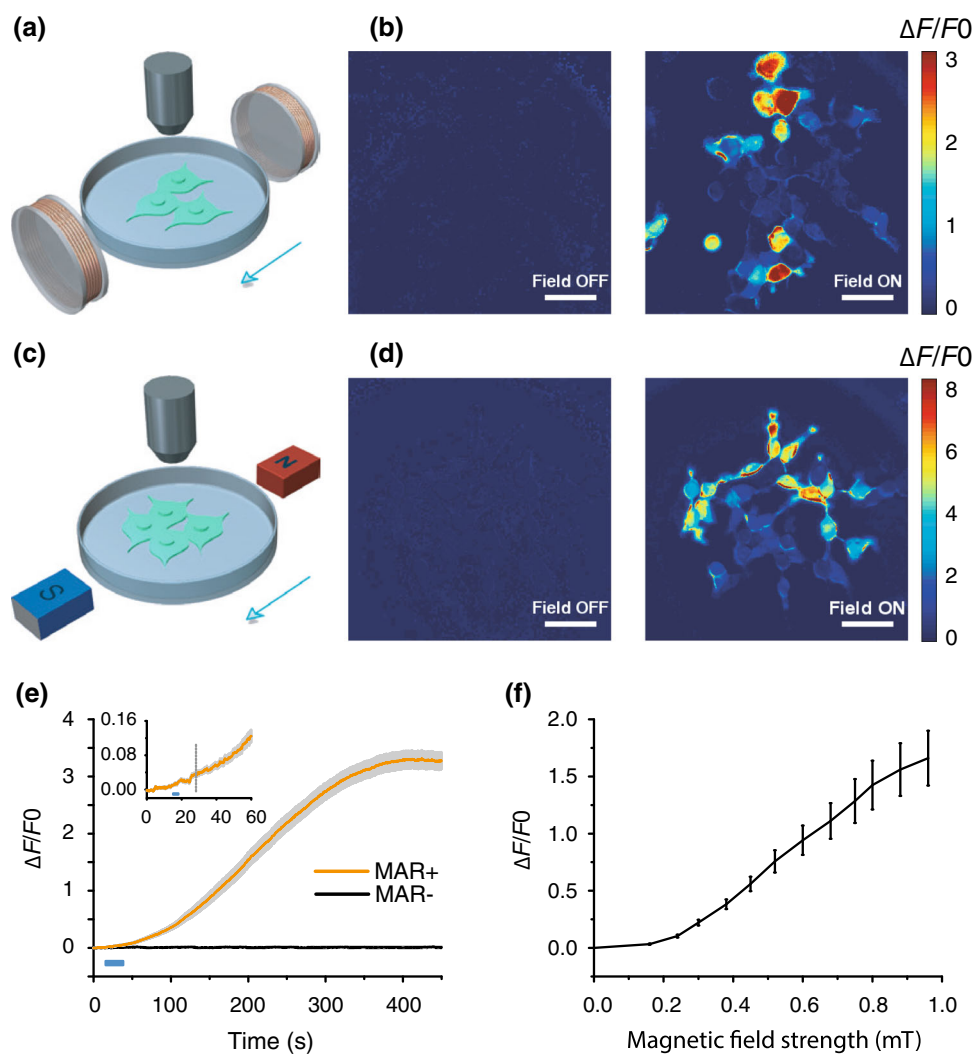 (a)
(b)
ΔF/F0
3
2
1
0
Field OFF
Field ON
(c)
N
S
(d)
ΔF/F0
8
6
4
2
0
Field OFF
Field ON
(e)
4
3
2
1
0
ΔF/F0
0.16
0.08
0.00
0 20 40 60
MAR+
MAR-
0 100 200 300 400
Time (s)
(f)
2.0
1.5
1.0
0.5
0.0
ΔF/F0
0.0 0.2 0.4 0.6 0.8 1.0
Magnetic field strength (mT)